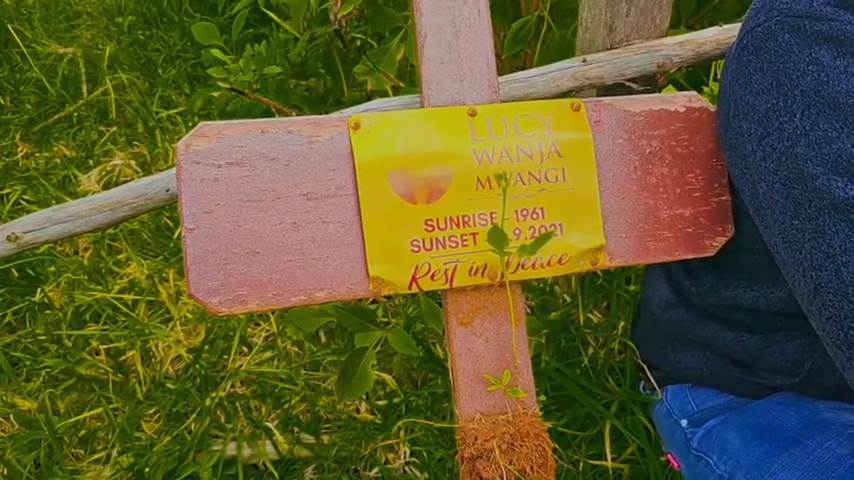 LUCY
WANJA
MWANGI
SUNRISE 1961
SUNSET 9.2021
Rest in Peace